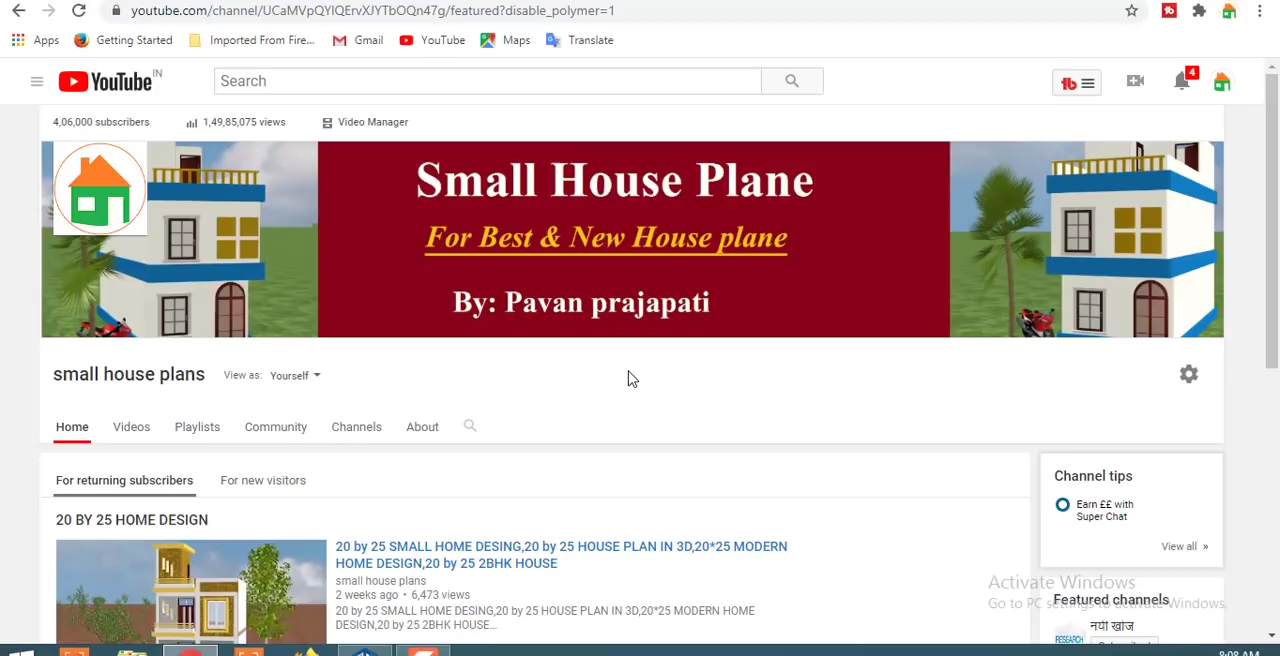 youtube.com/channel/UCaMVpQYlQErvXJYTbOQn47g/featured?disable_polymer=1
Apps Getting Started Imported From Fire... Gmail YouTube Maps Translate
YouTube IN Search 4
4,06,000 subscribers 1,49,85,075 views Video Manager
Small House Plane
For Best & New House plane
By: Pavan prajapati
small house plans View as: Yourself
Home Videos Playlists Community Channels About
For returning subscribers For new visitors
20 BY 25 HOME DESIGN
20 by 25 SMALL HOME DESING,20 by 25 HOUSE PLAN IN 3D,20*25 MODERN
HOME DESIGN,20 by 25 2BHK HOUSE
small house plans
2 weeks ago • 6,473 views
20 by 25 SMALL HOME DESING,20 by 25 HOUSE PLAN IN 3D,20*25 MODERN
HOME DESIGN,20 by 25 2BHK HOUSE...
Channel tips
Earn ££ with
Super Chat
View all »
Activate Windows
Go to PC settings to activate Windows.
Featured channels
नयी खोज
RESEARCH
8:08 AM